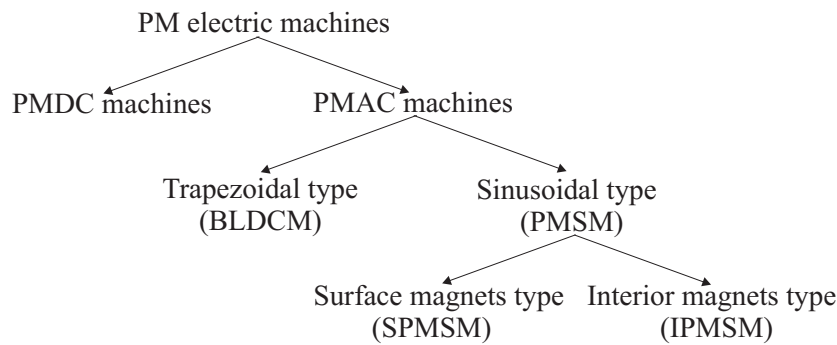 PM electric machines
PMDC machines
PMAC machines
Trapezoidal type
(BLDCM)
Sinusoidal type
(PMSM)
Surface magnets type
(SPMSM)
Interior magnets type
(IPMSM)